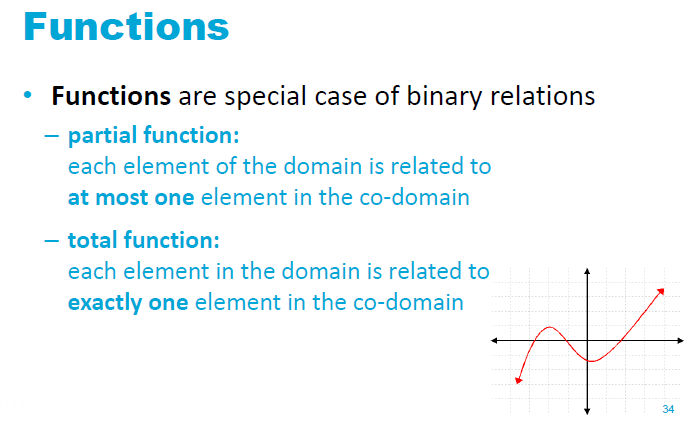 Functions
• Functions are special case of binary relations
– partial function:
each element of the domain is related to
at most one element in the co-domain
– total function:
each element in the domain is related to
exactly one element in the co-domain
34